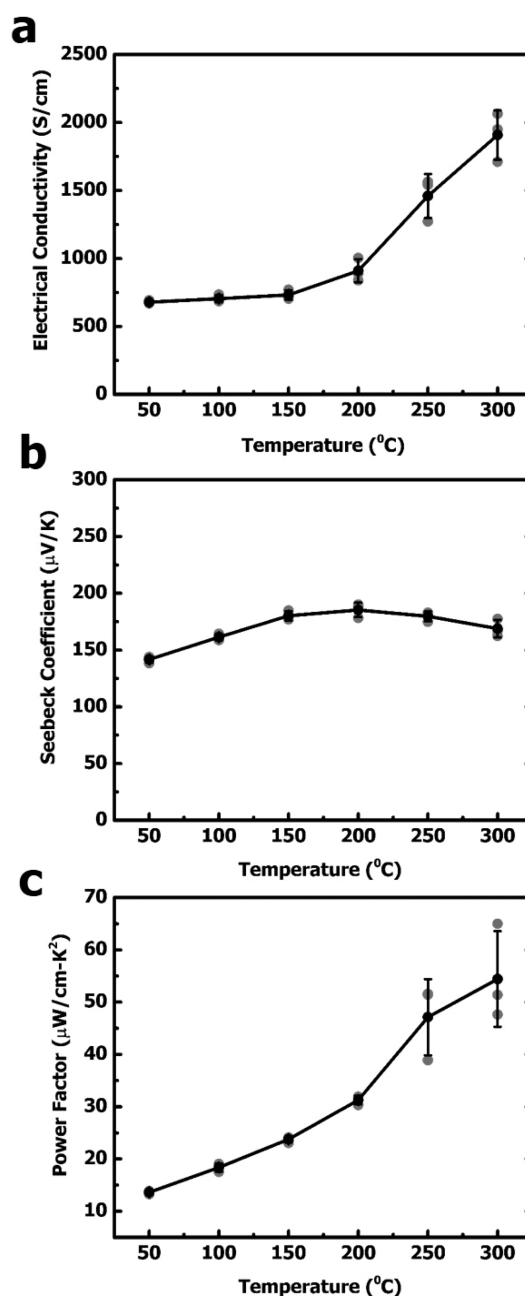 a
Electrical Conductivity (S/cm)
2500
2000
1500
1000
500
0
50 100 150 200 250 300
Temperature (⁰C)
b
Seebeck Coefficient (μV/K)
300
250
200
150
100
50
0
50 100 150 200 250 300
Temperature (⁰C)
c
Power Factor (μW/cm-K²)
70
60
50
40
30
20
10
50 100 150 200 250 300
Temperature (⁰C)